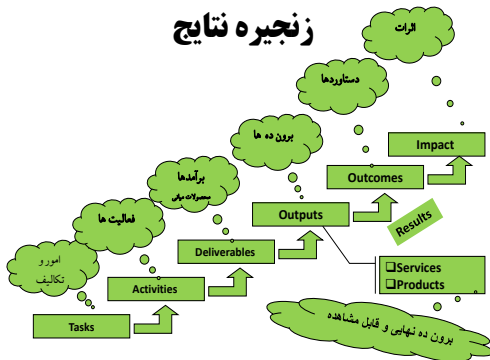 زنجیره نتایج
اثرات
دستاوردها
Impact
برون ده ها
Outcomes
برآمدها
محصولات میانی
Outputs
Results
فعالیت ها
Deliverables
❑Services
❑Products
امور و
تکالیف
Activities
برون ده نهایی و قابل مشاهده
Tasks